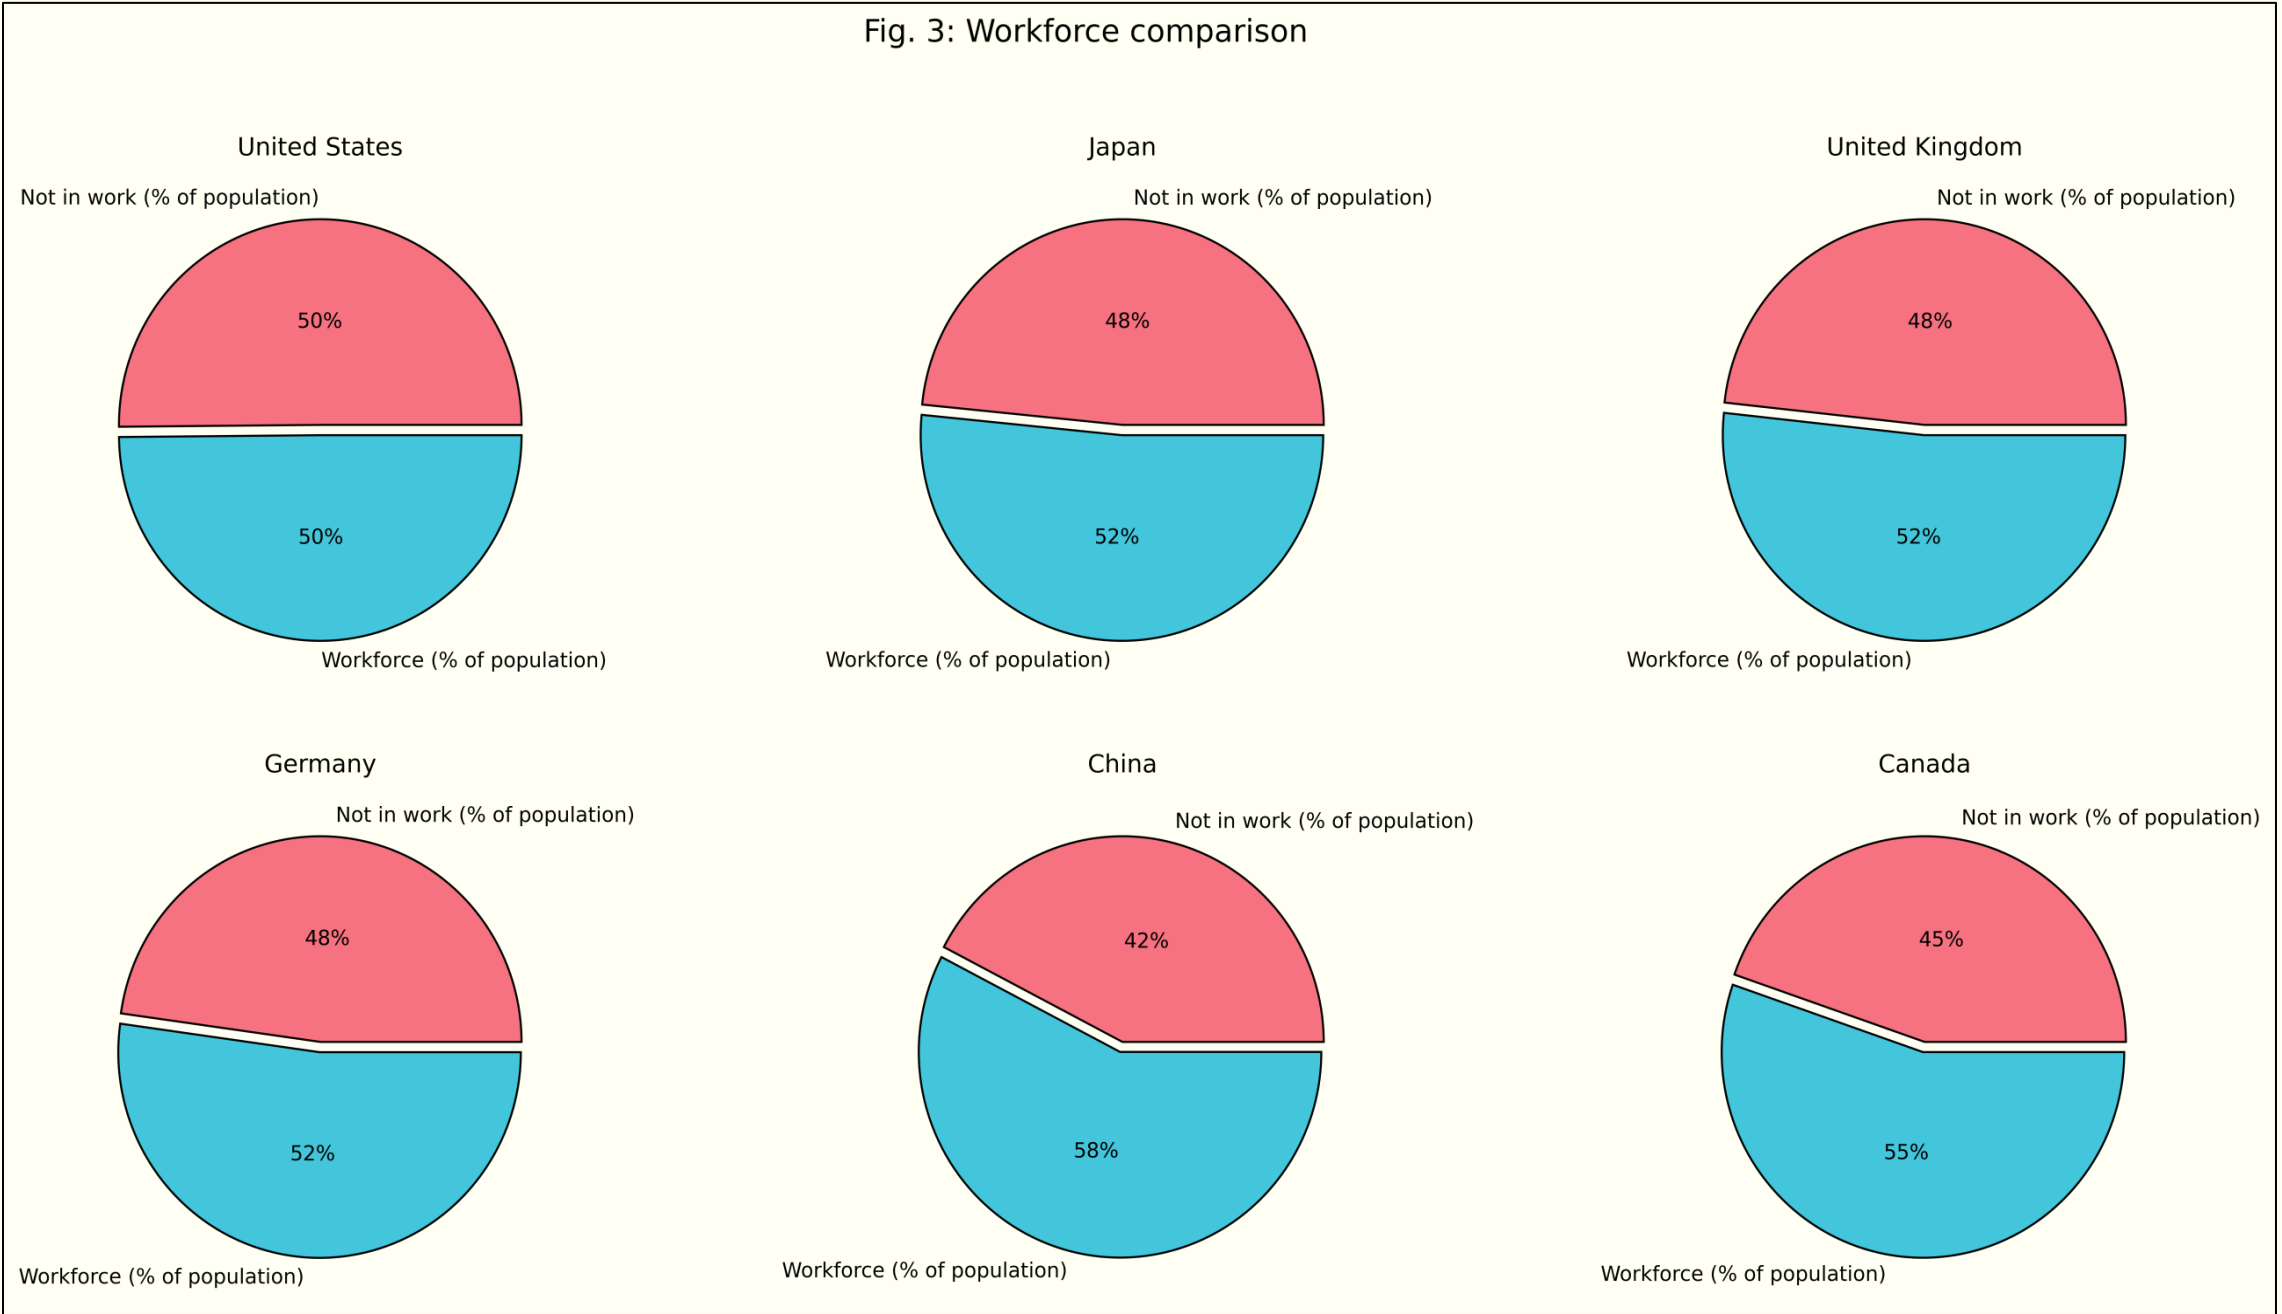 Fig. 3: Workforce comparison
United States
Not in work (% of population)
50%
50%
Workforce (% of population)
Japan
Not in work (% of population)
48%
52%
Workforce (% of population)
United Kingdom
Not in work (% of population)
48%
52%
Workforce (% of population)
Germany
Not in work (% of population)
48%
52%
Workforce (% of population)
China
Not in work (% of population)
42%
58%
Workforce (% of population)
Canada
Not in work (% of population)
45%
55%
Workforce (% of population)